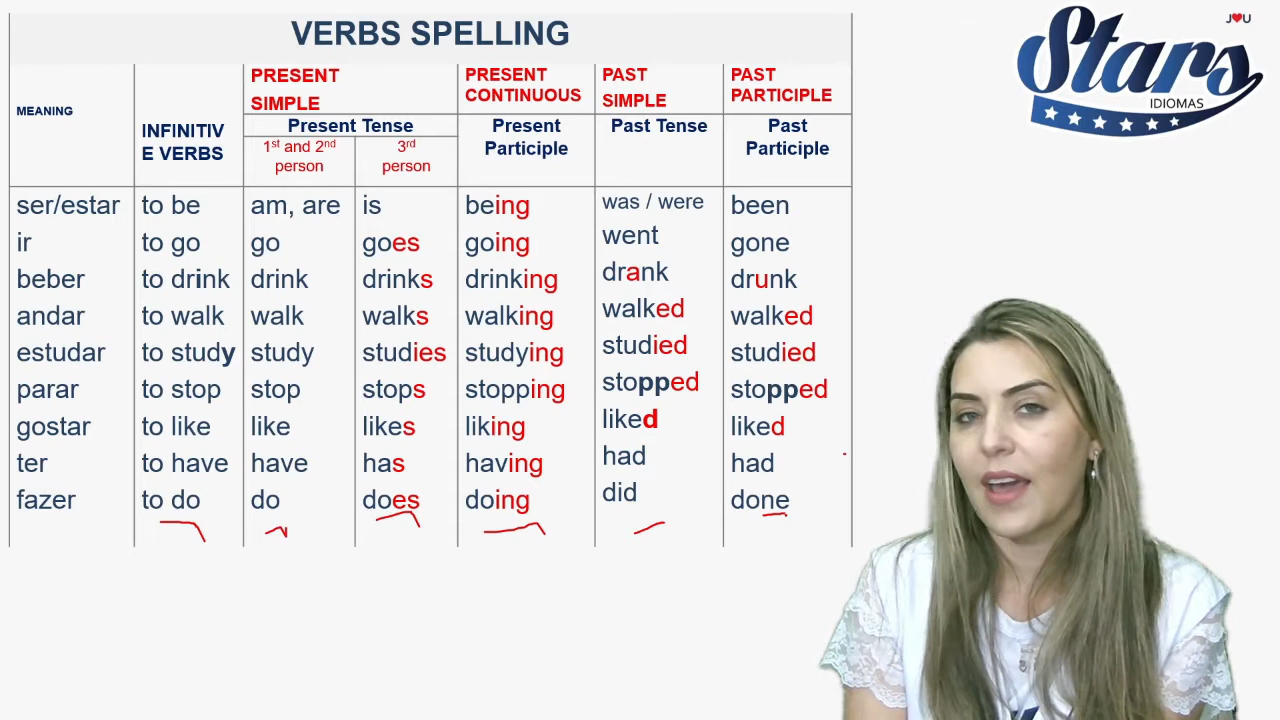 VERBS SPELLING
J♥U
Stars
IDIOMAS
MEANING
INFINITIV
E VERBS
PRESENT
SIMPLE
PRESENT
CONTINUOUS
PAST
SIMPLE
PAST
PARTICIPLE
Present Tense
Present
Participle
Past Tense
Past
Participle
1st and 2nd
person
3rd
person
ser/estar to be am, are is being was / were been
ir to go go goes going went gone
beber to drink drink drinks drinking drank drunk
andar to walk walk walks walking walked walked
estudar to study study studies studying studied studied
parar to stop stop stops stopping stopped stopped
gostar to like like likes liking liked liked
ter to have have has having had had
fazer to do do does doing did done